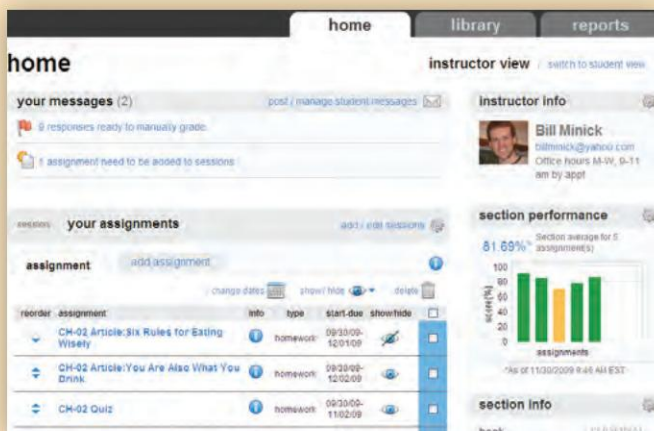 home library reports
home
instructor view / switch to student view
your messages (2)
post / manage student messages
9 responses ready to manually grade
1 assignment need to be added to sessions
session your assignments
add / edit sessions
assignment add assignment
change dates show / hide delete
reorder assignment info type start-due show/hide
CH-02 Article:Six Rules for Eating
Wisely
homework
09/30/09-
12/01/09
CH-02 Article:You Are Also What You
Drink
homework
09/30/09-
12/02/09
CH-02 Quiz
homework
09/30/09-
11/02/09
instructor info
Bill Minick
billminick@yahoo.com
Office hours M-W, 9-11
am by appt
section performance
81.69%
Section average for 5
assignment(s)
score(%)
100
80
60
40
20
0
assignments
*As of 11/30/2009 9:46 AM EST
section info
book